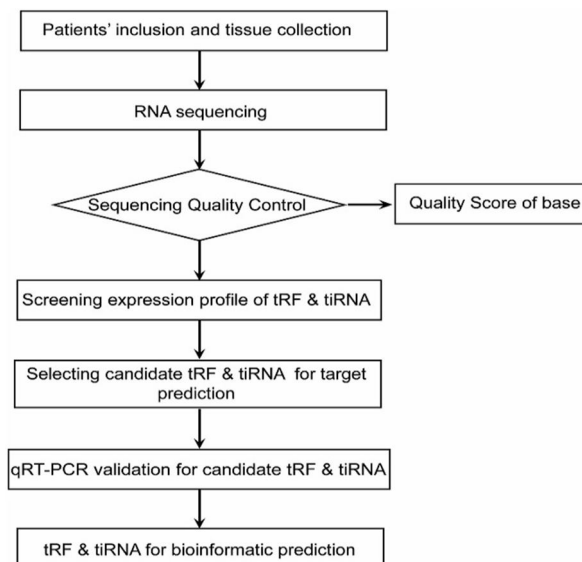 Patients' inclusion and tissue collection
RNA sequencing
Sequencing Quality Control
Quality Score of base
Screening expression profile of tRF & tiRNA
Selecting candidate tRF & tiRNA for target
prediction
qRT-PCR validation for candidate tRF & tiRNA
tRF & tiRNA for bioinformatic prediction